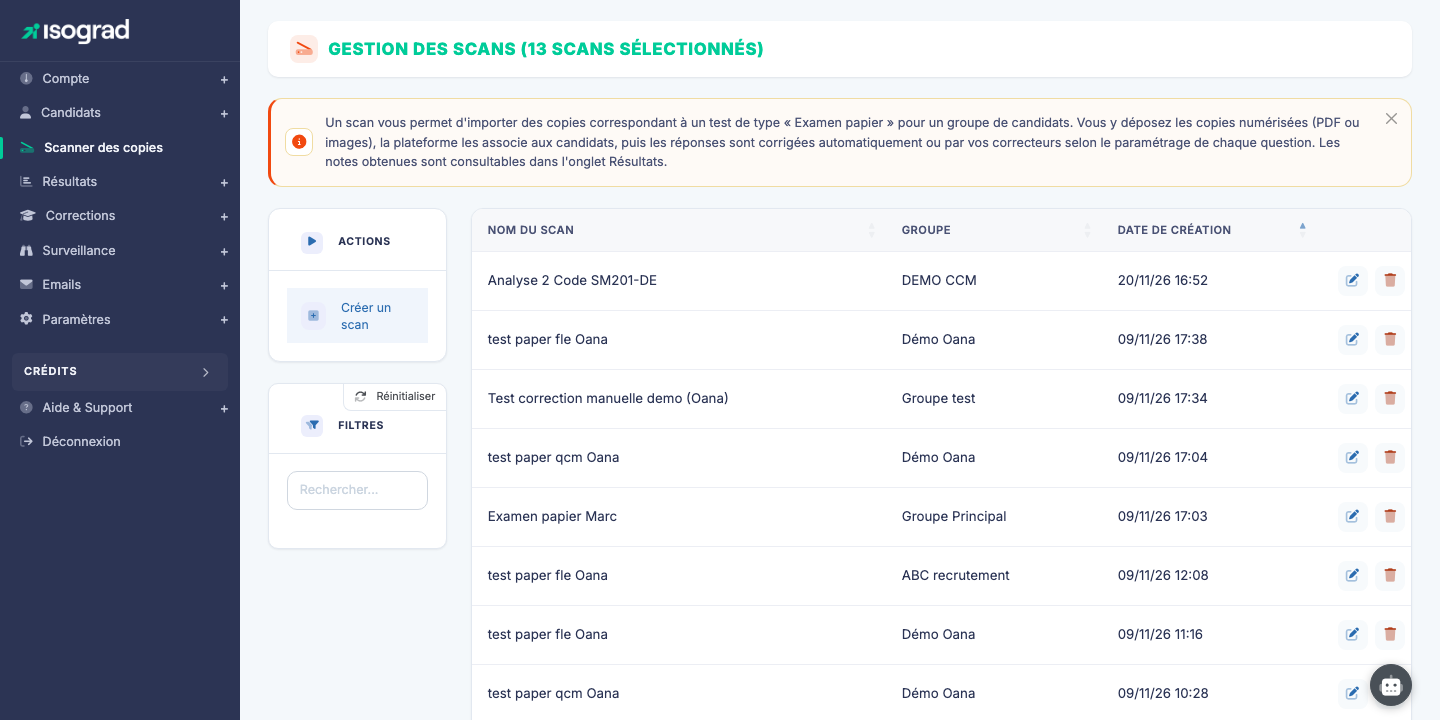 isograd
Compte
Candidats
Scanner des copies
Résultats
Corrections
Surveillance
Emails
Paramètres
CRÉDITS
Aide & Support
Déconnexion
GESTION DES SCANS (13 SCANS SÉLECTIONNÉS)
Un scan vous permet d'importer des copies correspondant à un test de type « Examen papier » pour un groupe de candidats. Vous y déposez les copies numérisées (PDF ou
images), la plateforme les associe aux candidats, puis les réponses sont corrigées automatiquement ou par vos correcteurs selon le paramétrage de chaque question. Les
notes obtenues sont consultables dans l'onglet Résultats.
ACTIONS
Créer un
scan
Réinitialiser
FILTRES
Rechercher...
NOM DU SCAN GROUPE DATE DE CRÉATION
Analyse 2 Code SM201-DE DEMO CCM 20/11/26 16:52
test paper fle Oana Démo Oana 09/11/26 17:38
Test correction manuelle demo (Oana) Groupe test 09/11/26 17:34
test paper qcm Oana Démo Oana 09/11/26 17:04
Examen papier Marc Groupe Principal 09/11/26 17:03
test paper fle Oana ABC recrutement 09/11/26 12:08
test paper fle Oana Démo Oana 09/11/26 11:16
test paper qcm Oana Démo Oana 09/11/26 10:28